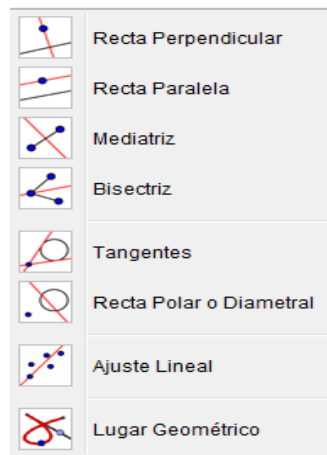 Recta Perpendicular
Recta Paralela
Mediatriz
Bisectriz
Tangentes
Recta Polar o Diametral
Ajuste Lineal
Lugar Geométrico